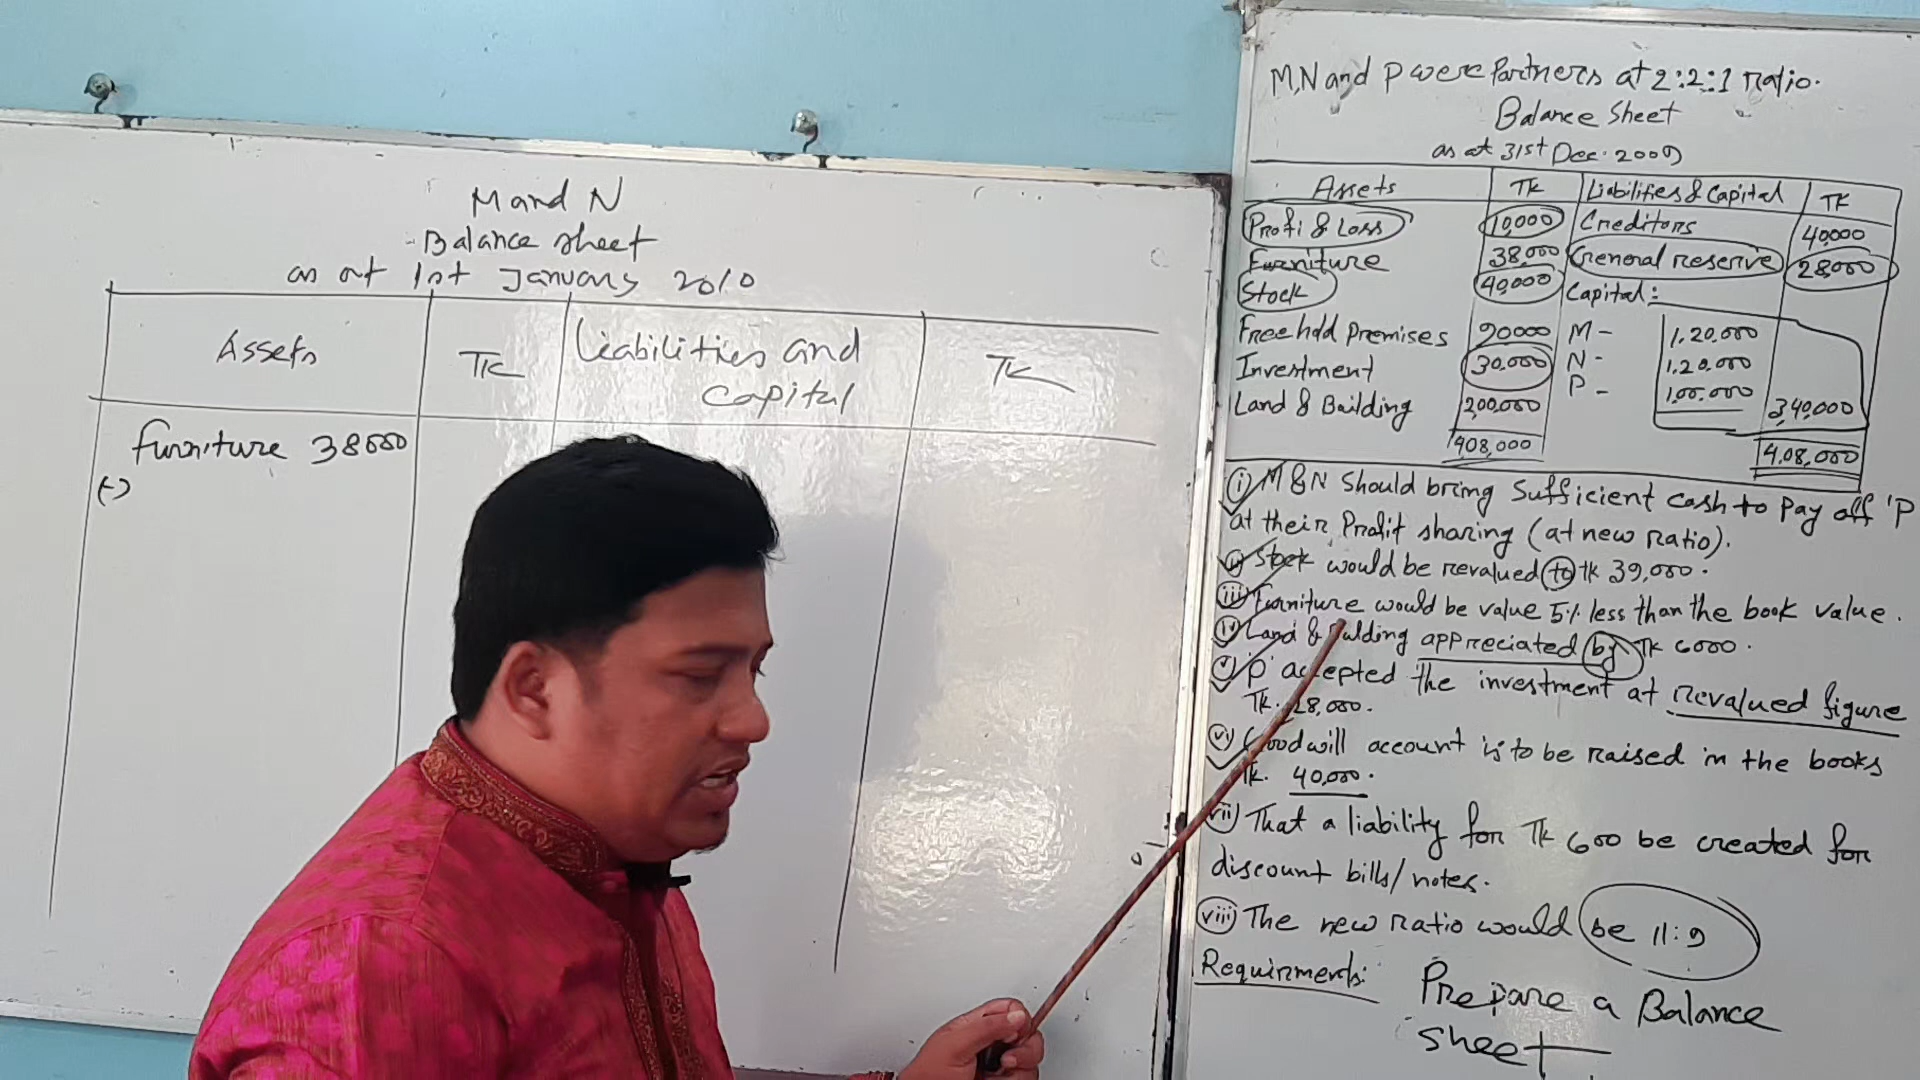 M and N
Balance sheet
as at 1st January 2010
Assets TK Liabilities and capital TK
furniture 38000
(-)
M,N and P were Partners at 2:2:1 ratio.
Balance Sheet
as at 31st Dec. 2009
Assets TK Liabilities & Capital TK
Profi & Loss 10,000 Creditors 40,000
Furniture 38,000 General reserve 28,000
Stock 40,000 Capital:
Free hold Premises 90000 M - 1,20,000
Investment 30,000 N - 1,20,000
Land & Building 200,000 P - 1,00,000 340,000
408,000 4,08,000
i) M & N Should bring Sufficient cash to pay off 'P
at their Profit sharing (at new ratio).
ii) Stock would be revalued to TK 39,000.
iii) Furniture would be value 5% less than the book value.
iv) Land & Bulding appreciated by TK 6000.
v) 'P' accepted the investment at revalued figure
TK. 28,000.
vi) Goodwill account is to be raised in the books
TK. 40,000.
vii) That a liability for TK 600 be created for
discount bills/notes.
viii) The new ratio would be 11:9
Requirments: Prepare a Balance
sheet